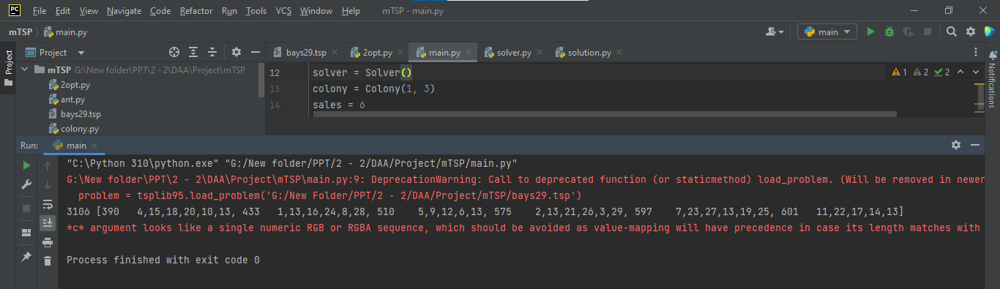 PC File Edit View Navigate Code Refactor Run Tools VCS Window Help mTSP - main.py
mTSP main.py main
Project bays29.tsp 2opt.py main.py solver.py solution.py
Project
mTSP G:\New folder\PPT\2 - 2\DAA\Project\mTSP
2opt.py
ant.py
bays29.tsp
colony.py
12 solver = Solver()
13 colony = Colony(1, 3)
14 sales = 6
1 2 2
Notifications
Run: main
"C:\Python 310\python.exe" "G:/New folder/PPT/2 - 2/DAA/Project/mTSP/main.py"
G:\New folder\PPT\2 - 2\DAA\Project\mTSP\main.py:9: DeprecationWarning: Call to deprecated function (or staticmethod) load_problem. (Will be removed in newer
problem = tsplib95.load_problem('G:/New Folder/PPT/2 - 2/DAA/Project/mTSP/bays29.tsp')
3106 [390   4,15,18,20,10,13, 433   1,13,16,24,8,28, 510    5,9,12,6,13, 575    2,13,21,26,3,29, 597    7,23,27,13,19,25, 601   11,22,17,14,13]
*c* argument looks like a single numeric RGB or RGBA sequence, which should be avoided as value-mapping will have precedence in case its length matches with
Process finished with exit code 0